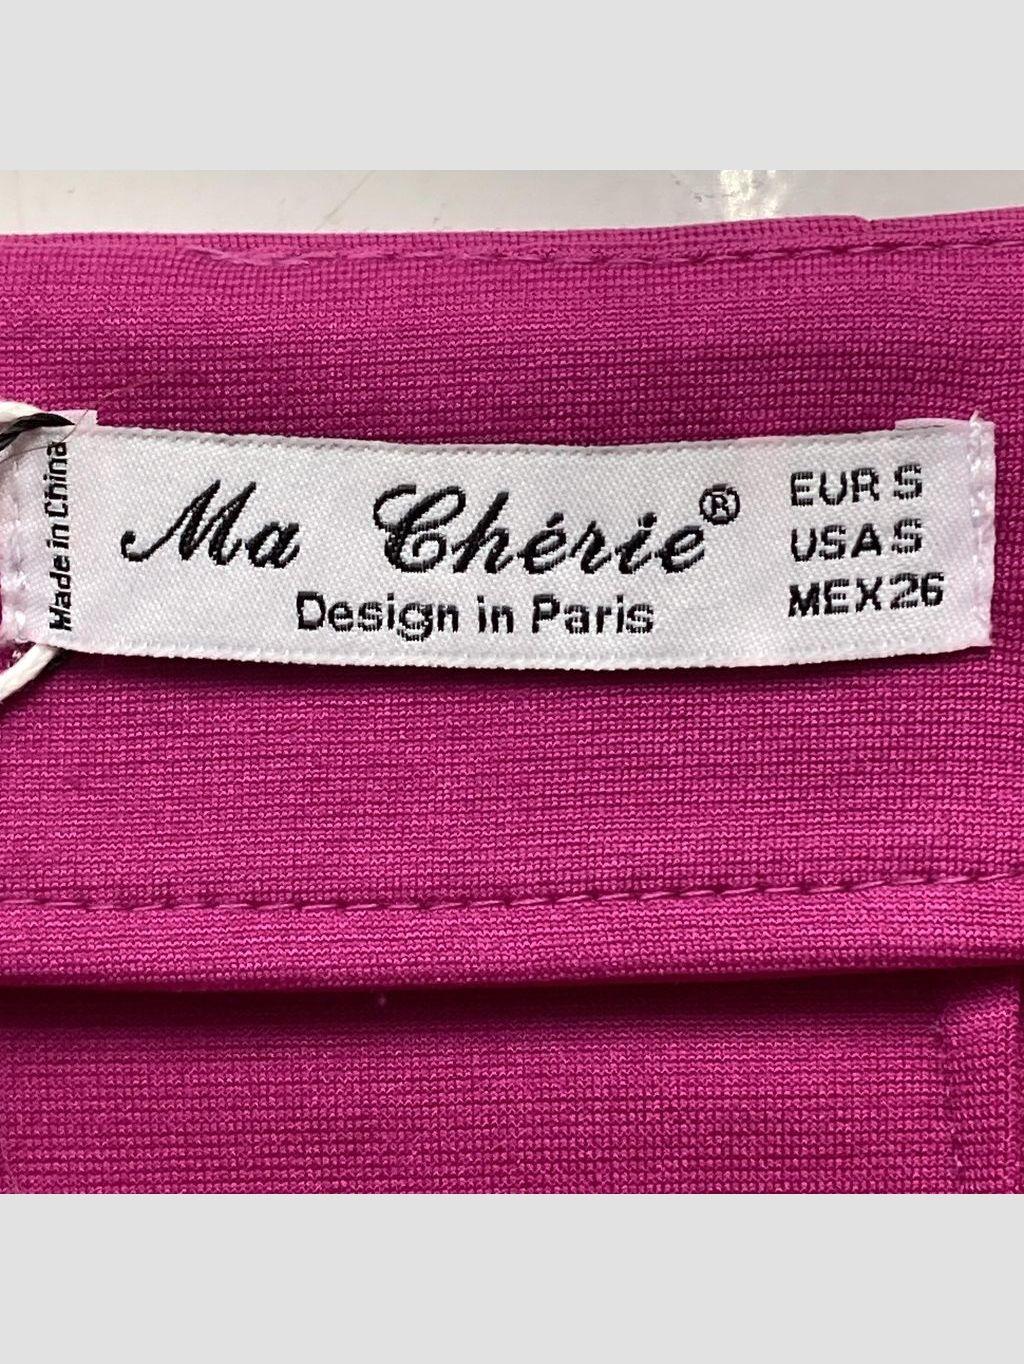 Made in China
Ma Chérie®
Design in Paris
EUR S
USA S
MEX 26